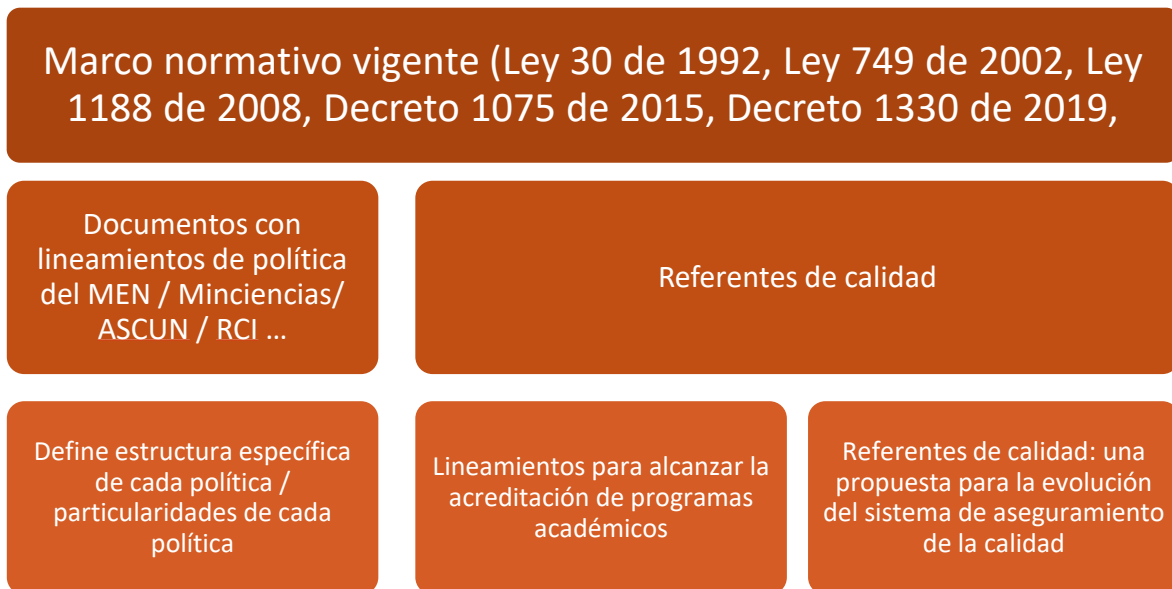 Marco normativo vigente (Ley 30 de 1992, Ley 749 de 2002, Ley
1188 de 2008, Decreto 1075 de 2015, Decreto 1330 de 2019,
Documentos con
lineamientos de política
del MEN / Minciencias/
ASCUN / RCI ...
Referentes de calidad
Define estructura específica
de cada política /
particularidades de cada
política
Lineamientos para alcanzar la
acreditación de programas
académicos
Referentes de calidad: una
propuesta para la evolución
del sistema de aseguramiento
de la calidad